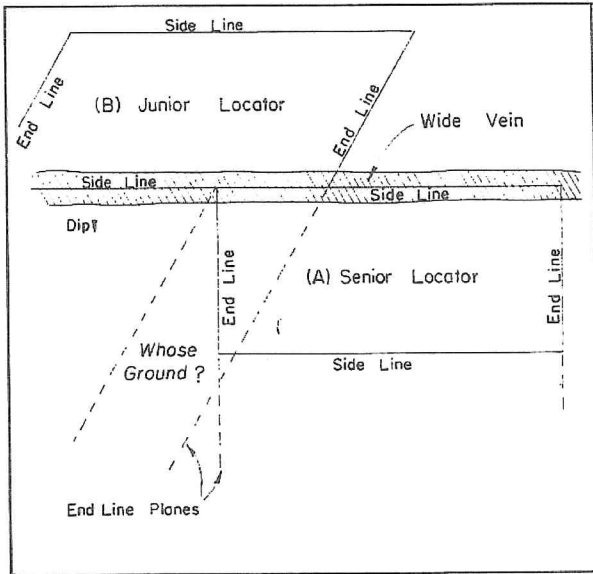 Side Line
End Line
(B) Junior Locator
End Line
Wide Vein
Side Line
Side Line
Dip
End Line
(A) Senior Locator
End Line
Whose
Ground ?
Side Line
End Line Planes